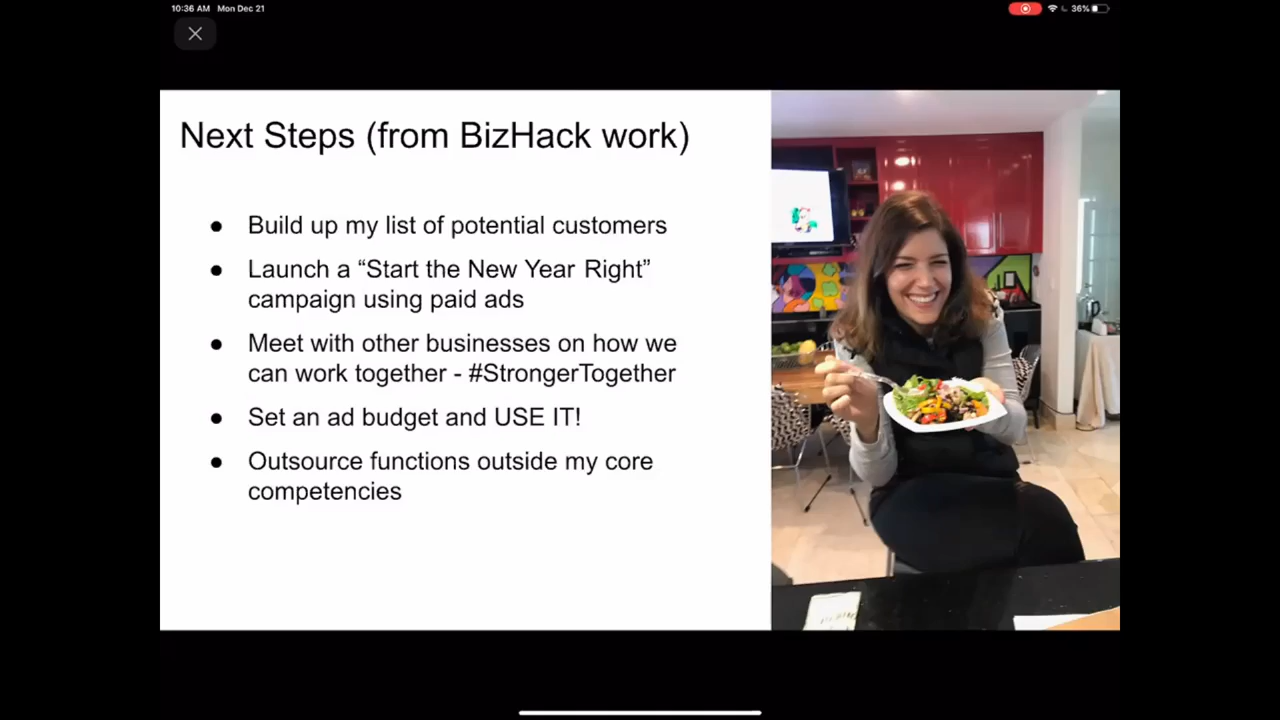 10:36 AM Mon Dec 21
36%
Next Steps (from BizHack work)
● Build up my list of potential customers
● Launch a “Start the New Year Right”
campaign using paid ads
● Meet with other businesses on how we
can work together - #StrongerTogether
● Set an ad budget and USE IT!
● Outsource functions outside my core
competencies